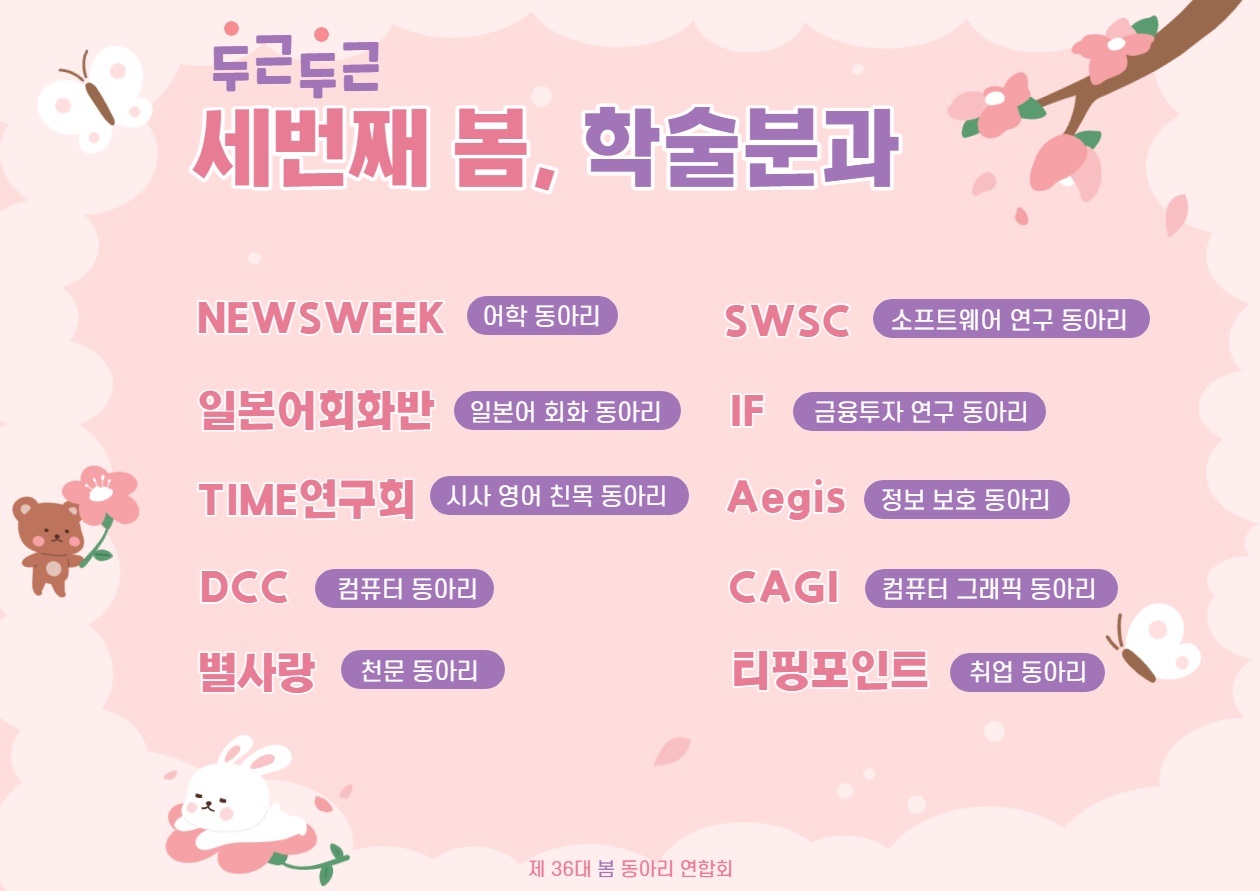 두근두근
세번째 봄, 학술분과
NEWSWEEK 어학 동아리
SWSC 소프트웨어 연구 동아리
일본어회화반 일본어 회화 동아리
IF 금융투자 연구 동아리
TIME연구회 시사 영어 친목 동아리
Aegis 정보 보호 동아리
DCC 컴퓨터 동아리
CAGI 컴퓨터 그래픽 동아리
별사랑 천문 동아리
티핑포인트 취업 동아리
제 36대 봄 동아리 연합회